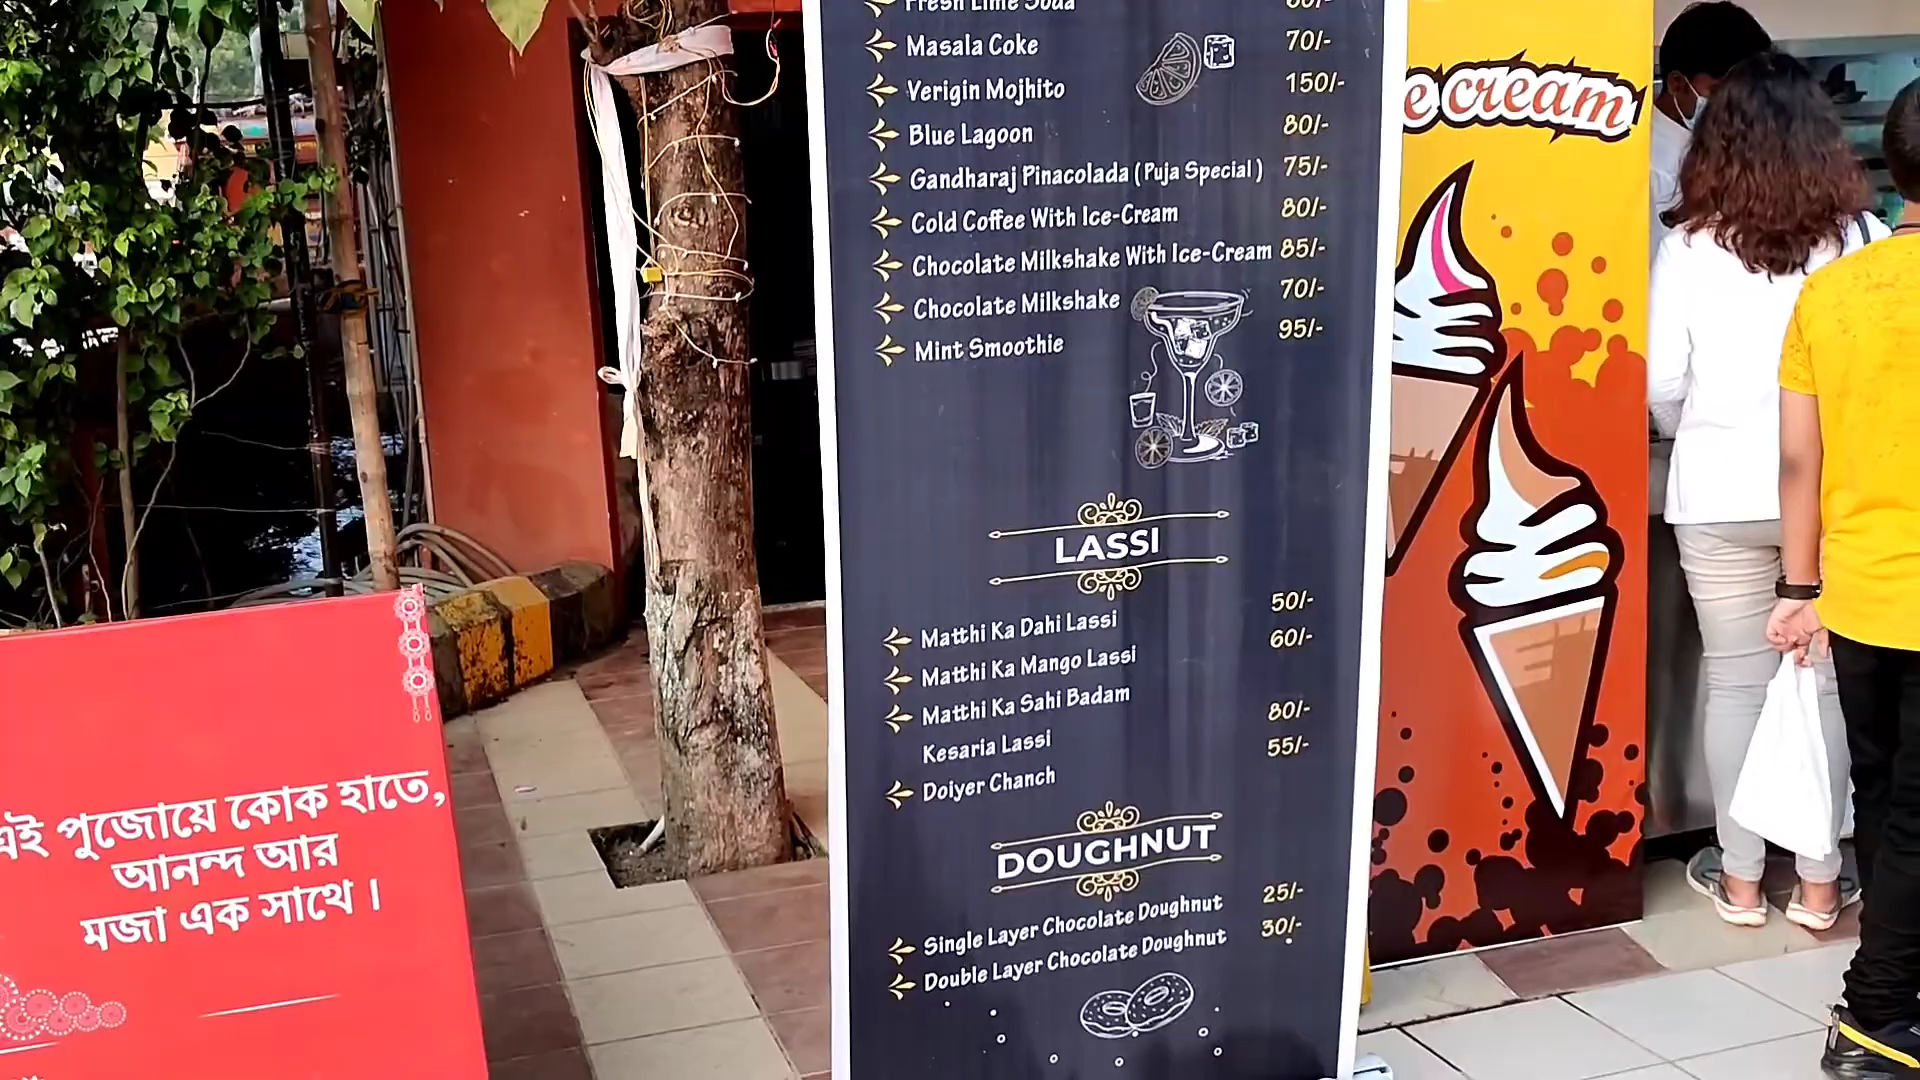 Fresh Lime Soda 60/-
Masala Coke 70/-
Verigin Mojhito 150/-
Blue Lagoon 80/-
Gandharaj Pinacolada ( Puja Special ) 75/-
Cold Coffee With Ice-Cream 80/-
Chocolate Milkshake With Ice-Cream 85/-
Chocolate Milkshake 70/-
Mint Smoothie 95/-
LASSI
Matthi Ka Dahi Lassi 50/-
Matthi Ka Mango Lassi 60/-
Matthi Ka Sahi Badam
Kesaria Lassi 80/-
Doiyer Chanch 55/-
DOUGHNUT
Single Layer Chocolate Doughnut 25/-
Double Layer Chocolate Doughnut 30/-
e cream
এই পুজোয়ে কোক হাতে,
আনন্দ আর
মজা এক সাথে ।